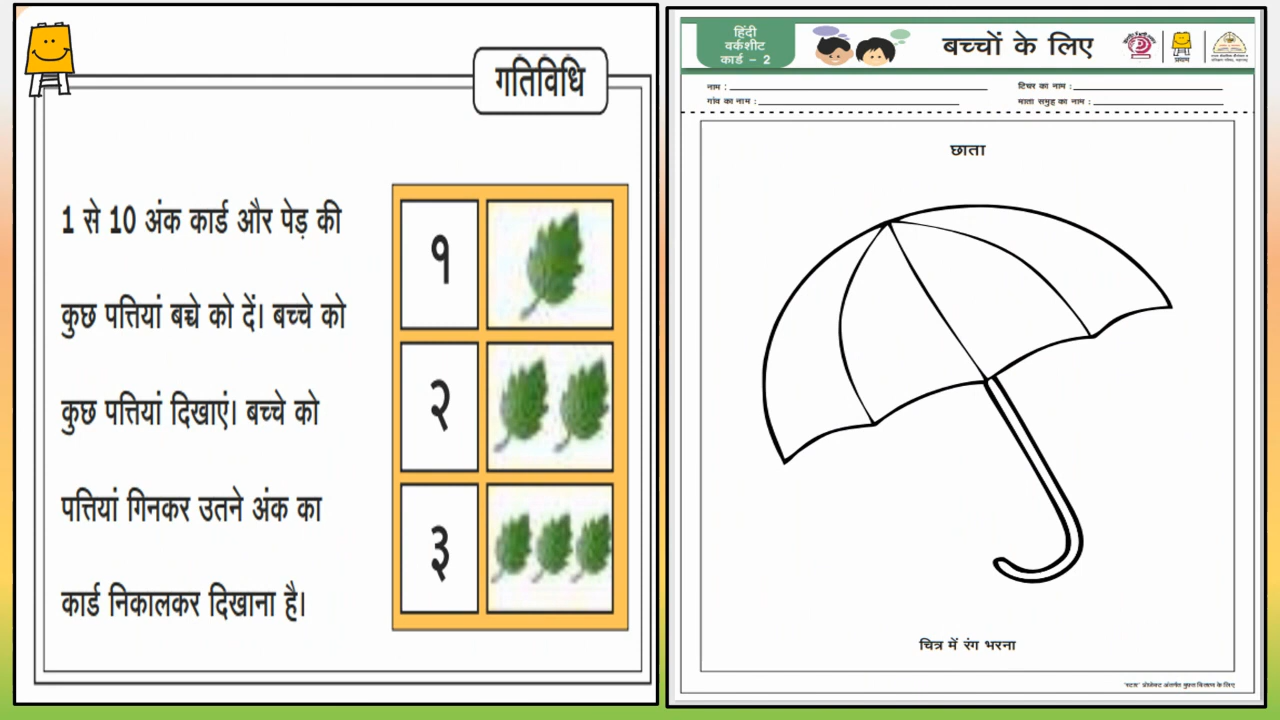 गतिविधि
1 से 10 अंक कार्ड और पेड़ की
कुछ पत्तियां बच्चे को दें। बच्चे को
कुछ पत्तियां दिखाएं। बच्चे को
पत्तियां गिनकर उतने अंक का
कार्ड निकालकर दिखाना है।
१
२
३
हिंदी
वर्कशीट
कार्ड – 2
बच्चों के लिए
प्रथम
नाम :
टिचर का नाम :
गांव का नाम :
माता समुह का नाम :
छाता
चित्र में रंग भरना